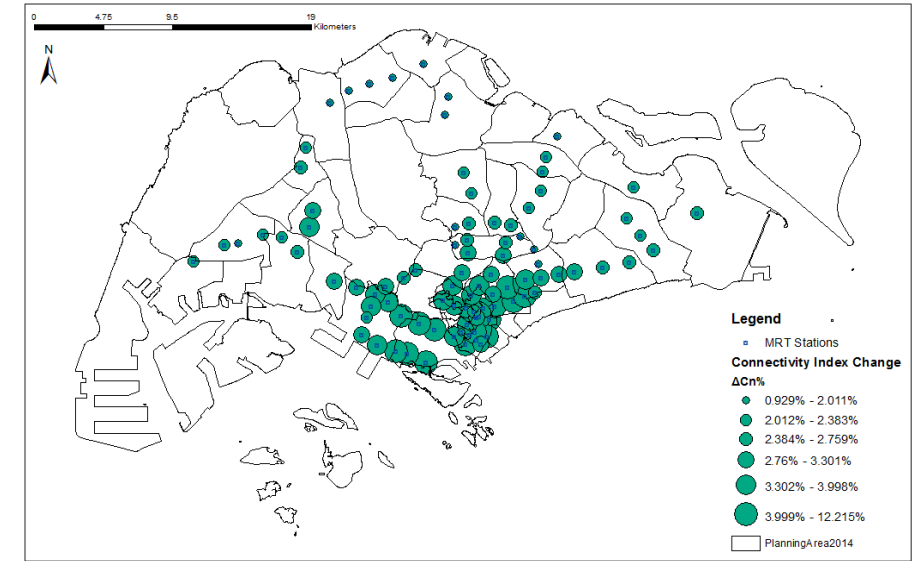 0 4.75 9.5 19
Kilometers
N
Legend
MRT Stations
Connectivity Index Change
ΔCn%
0.929% - 2.011%
2.012% - 2.383%
2.384% - 2.759%
2.76% - 3.301%
3.302% - 3.998%
3.999% - 12.215%
PlanningArea2014